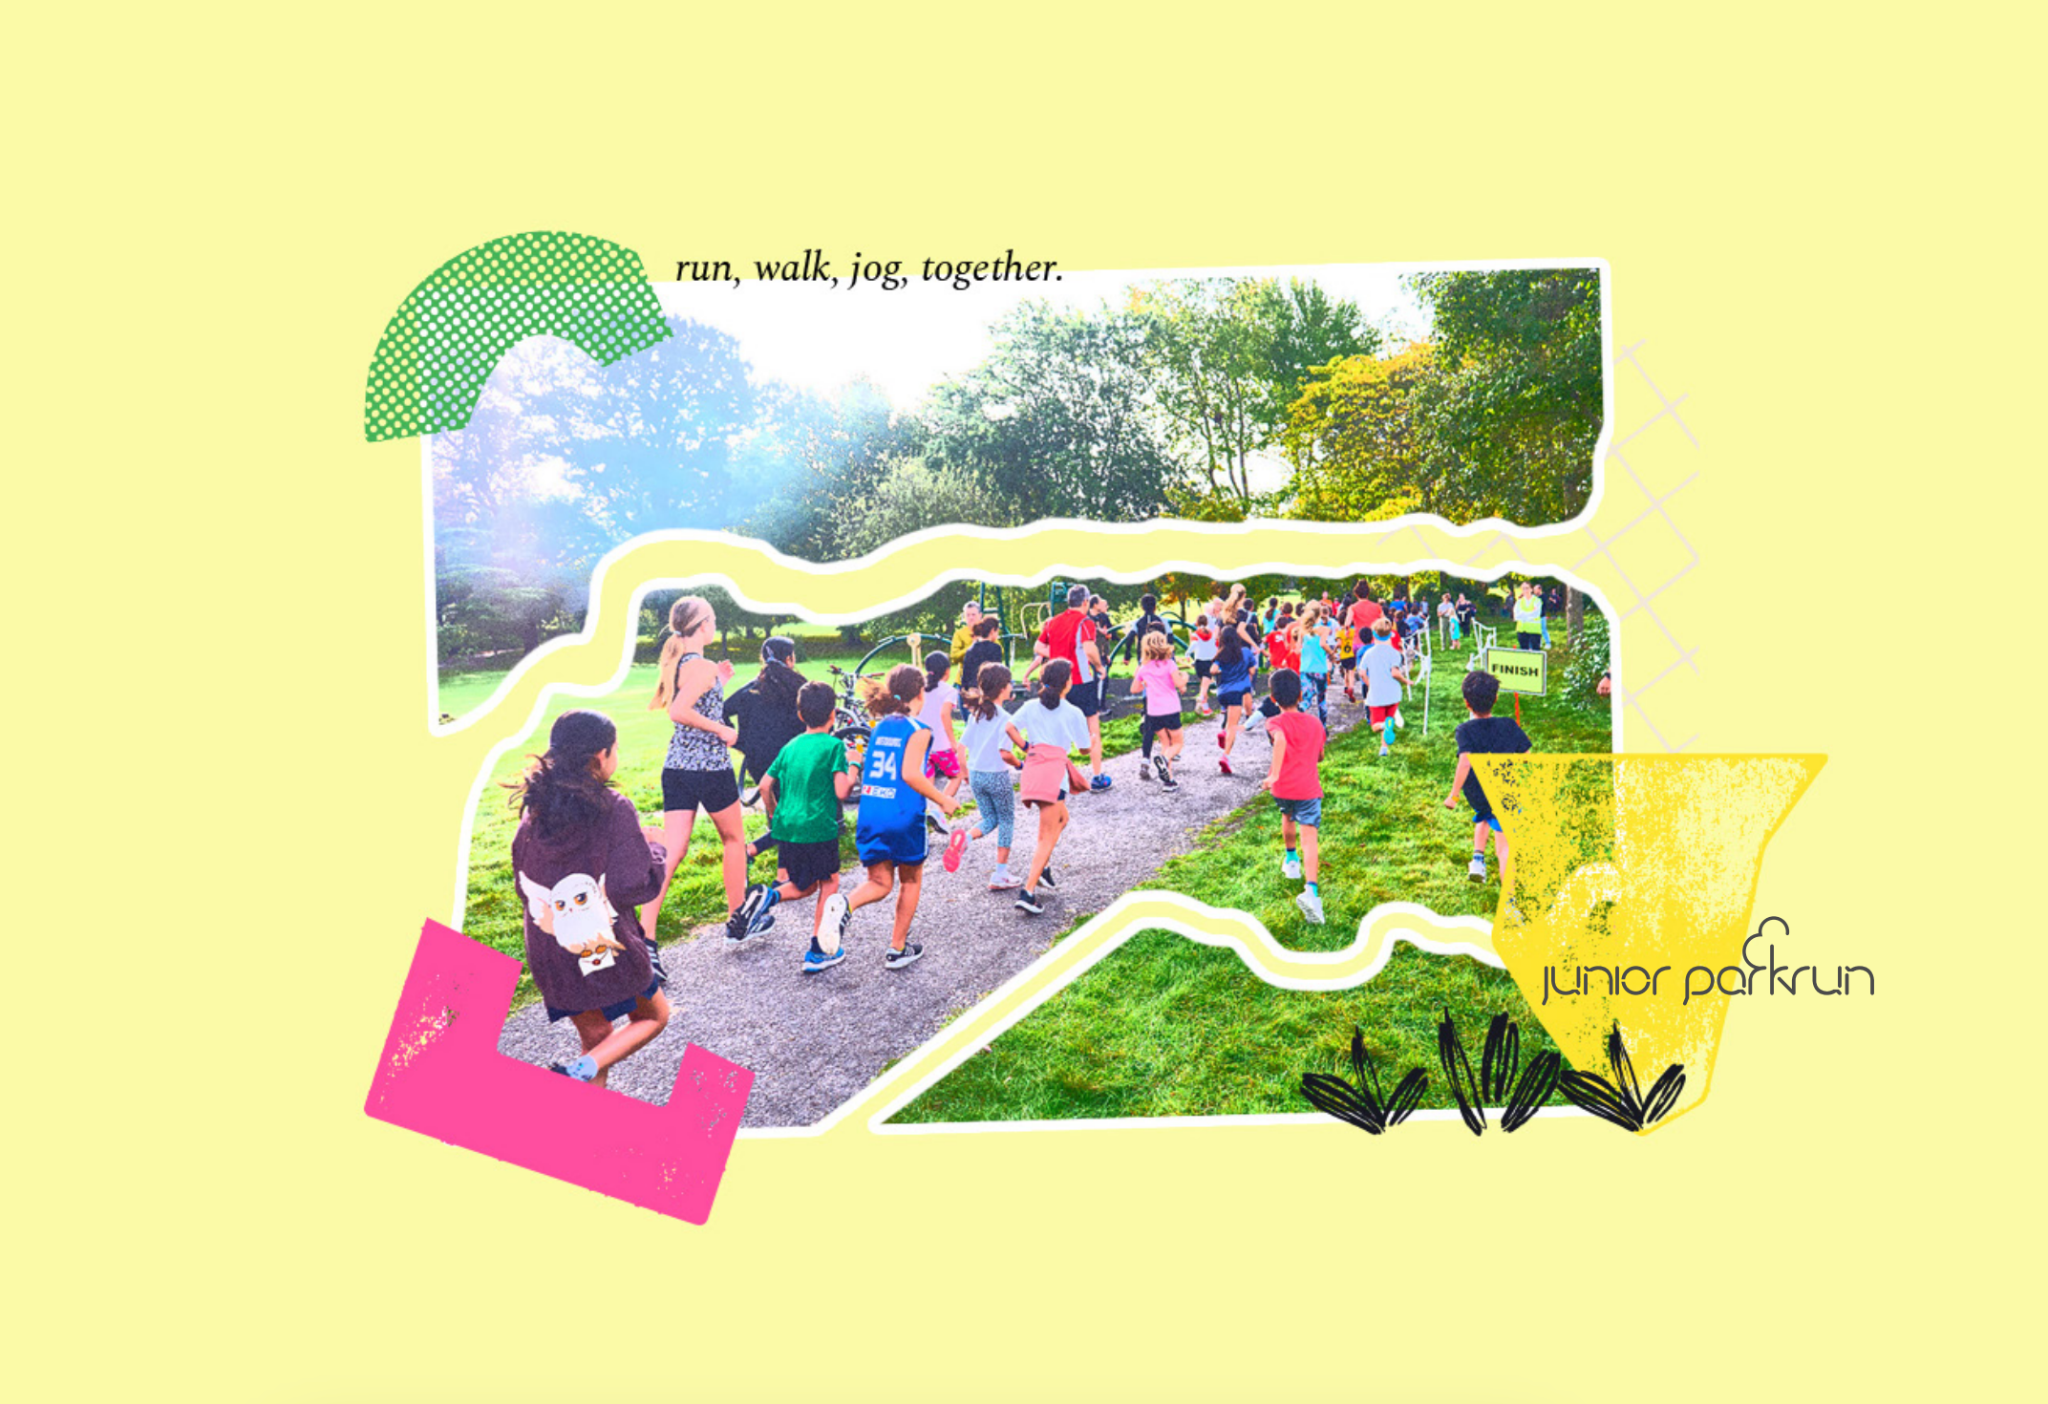 run, walk, jog, together.
FINISH
34
junior parkrun